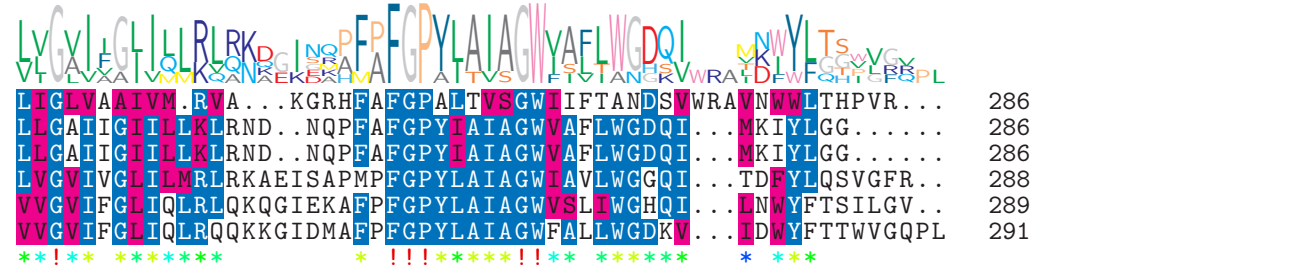 LIGLVAAIVM.RVA...KGRHFAFGPALTVSGWIIFTANDSVWRAVNWWLTHPVR... 286
LLGAIIGIILLKLRND..NQPFAFGPYIAIAGWVAFLWGDQI...MKIYLGG...... 286
LLGAIIGIILLKLRND..NQPFAFGPYIAIAGWVAFLWGDQI...MKIYLGG...... 286
LVGVIVGLILMRLRKAEISAPMPFGPYLAIAGWIAVLWGGQI...TDFYLQSVGFR.. 288
VVGVIFGLIQLRLQKQGIEKAFPFGPYLAIAGWVSLIWGHQI...LNWYFTSILGV.. 289
VVGVIFGLIQLRQQKKGIDMAFPFGPYLAIAGWFALLWGDKV...IDWYFTTWVGQPL 291
**!** ******* * !!!*****!!** ****** * ***